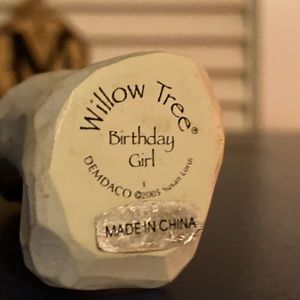 Willow Tree®
Birthday
Girl
DEMDACO ©2005 Susan Lordi
MADE IN CHINA